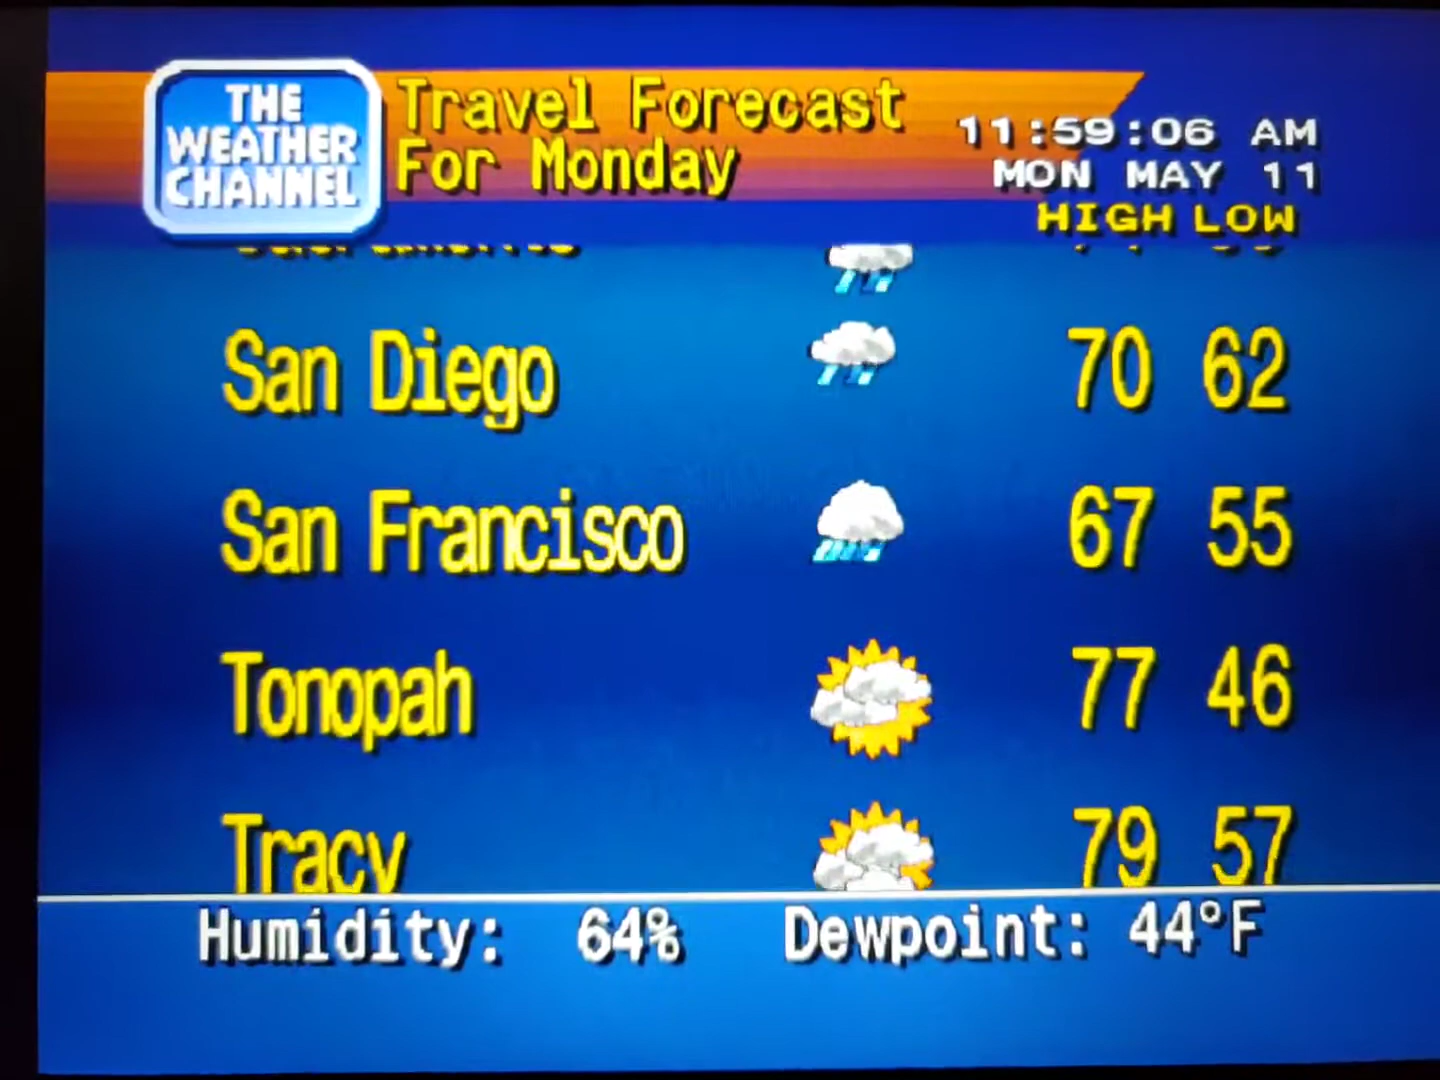 THE
WEATHER
CHANNEL
Travel Forecast
For Monday
11:59:06 AM
MON MAY 11
HIGH LOW
San Diego 70 62
San Francisco 67 55
Tonopah 77 46
Tracy 79 57
Humidity: 64% Dewpoint: 44°F